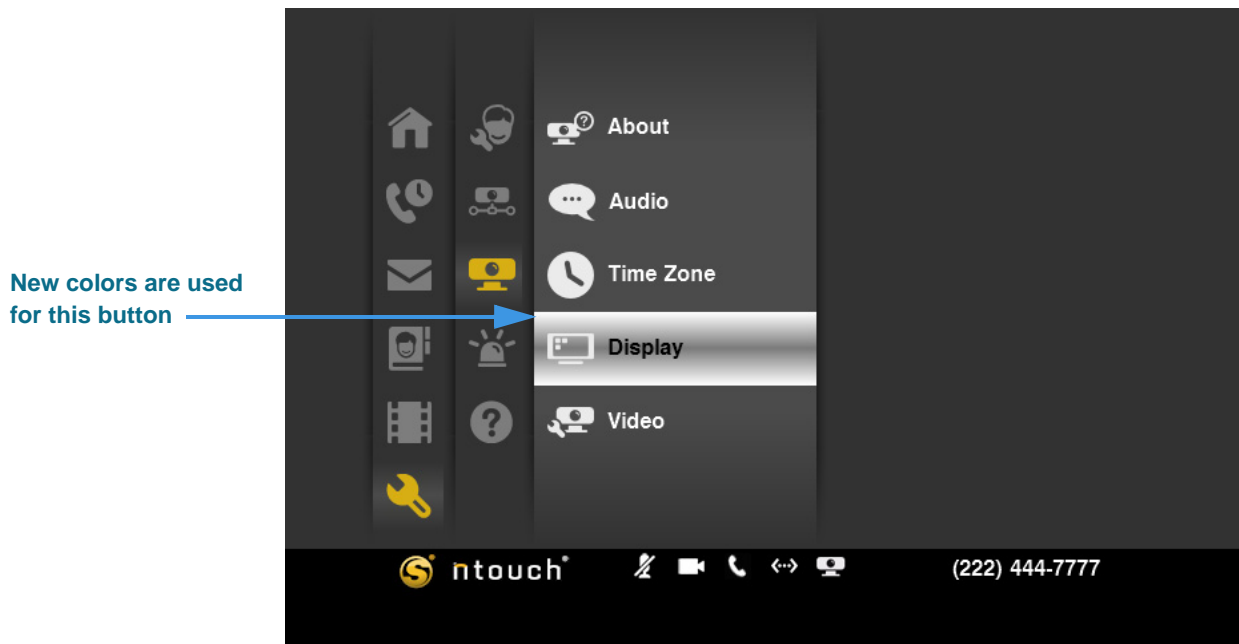 New colors are used
for this button
About
Audio
Time Zone
Display
Video
ntouch®
(222) 444-7777